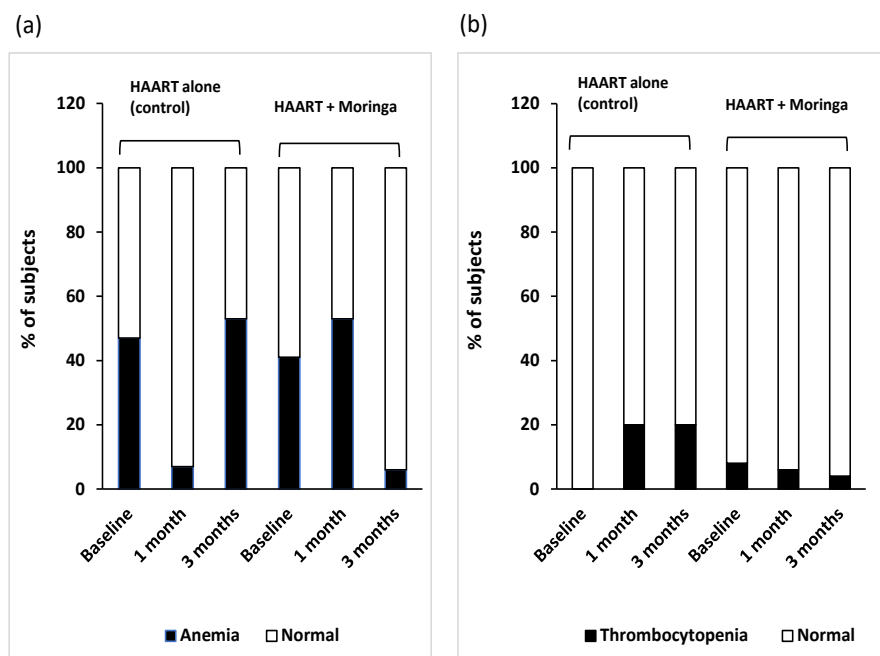 (a)
HAART alone
(control)
HAART + Moringa
120
100
80
60
40
20
0
% of subjects
Baseline
1 month
3 months
Baseline
1 month
3 months
Anemia
Normal
(b)
HAART alone
(control)
HAART + Moringa
120
100
80
60
40
20
0
% of subjects
Baseline
1 month
3 months
Baseline
1 month
3 months
Thrombocytopenia
Normal